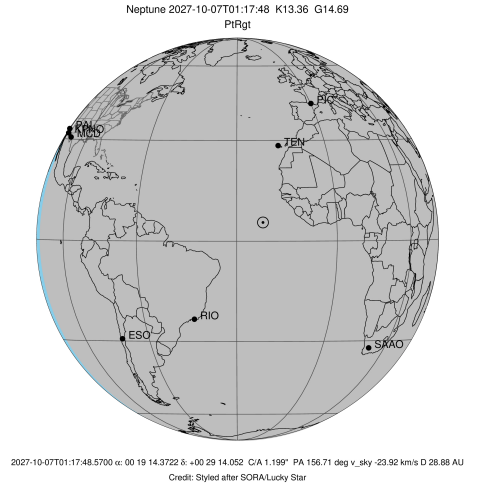 Neptune 2027-10-07T01:17:48 K13.36 G14.69
PtRgt
PIC
TEN
MCD
RIO
ESO
SAAO
2027-10-07T01:17:48.5700 α: 00 19 14.3722 δ: +00 29 14.052 C/A 1.199" PA 156.71 deg v_sky -23.92 km/s D 28.88 AU
Credit: Styled after SORA/Lucky Star